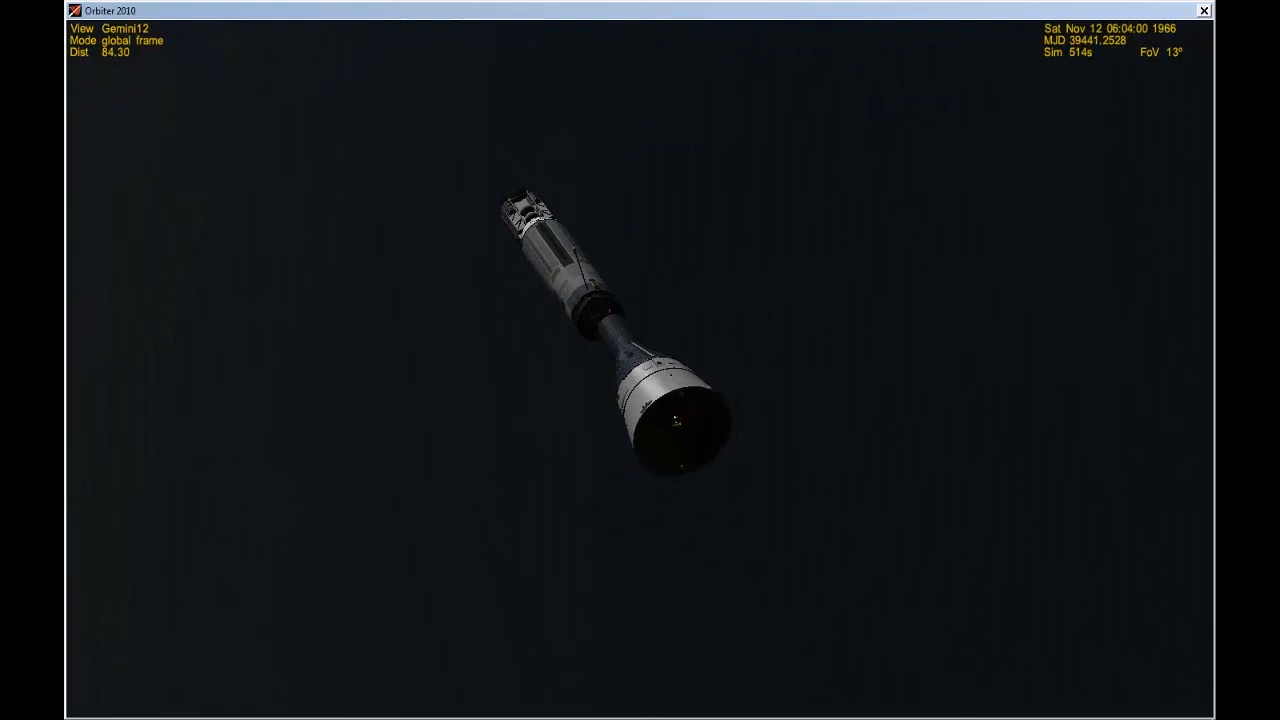 Orbiter 2010
View Gemini12
Mode global frame
Dist 84.30
Sat Nov 12 06:04:00 1966
MJD 39441.2528
Sim 514s FoV 13°